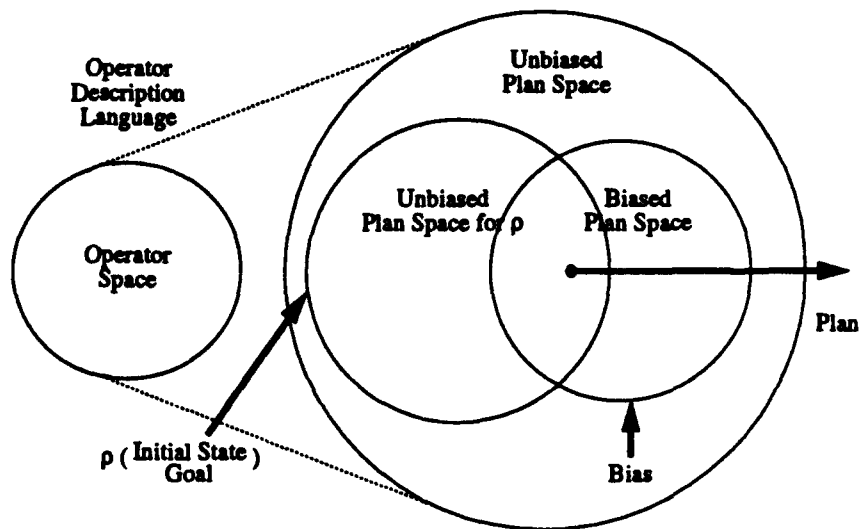 Operator
Description
Language
Unbiased
Plan Space
Unbiased
Plan Space for ρ
Biased
Plan Space
Operator
Space
Plan
ρ ( Initial State )
Goal
Bias